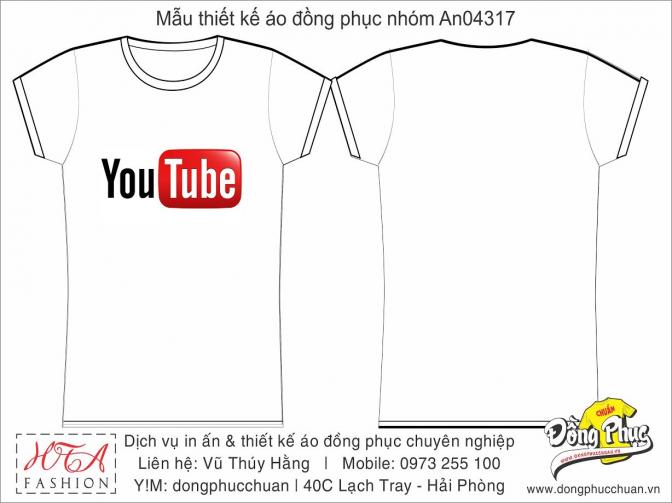 Mẫu thiết kế áo đồng phục nhóm An04317
YouTube
HTA
FASHION
Dịch vụ in ấn & thiết kế áo đồng phục chuyên nghiệp
Liên hệ: Vũ Thúy Hằng | Mobile: 0973 255 100
Y!M: dongphucchuan | 40C Lạch Tray - Hải Phòng
CHUẨN
Đồng Phục
www.dongphucchuan.vn
www.dongphucchuan.vn